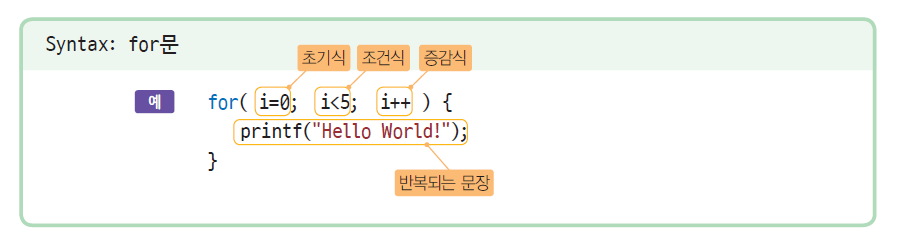 Syntax: for문
초기식 조건식 증감식
예 for( i=0; i<5; i++ ) {
printf("Hello World!");
}
반복되는 문장